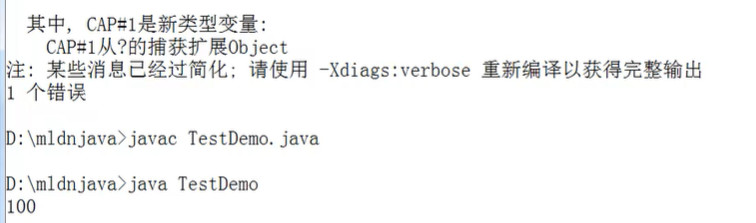 其中, CAP#1是新类型变量:
CAP#1从?的捕获扩展Object
注: 某些消息已经过简化; 请使用 -Xdiags:verbose 重新编译以获得完整输出
1 个错误
D:\mldnjava>javac TestDemo.java
D:\mldnjava>java TestDemo
100